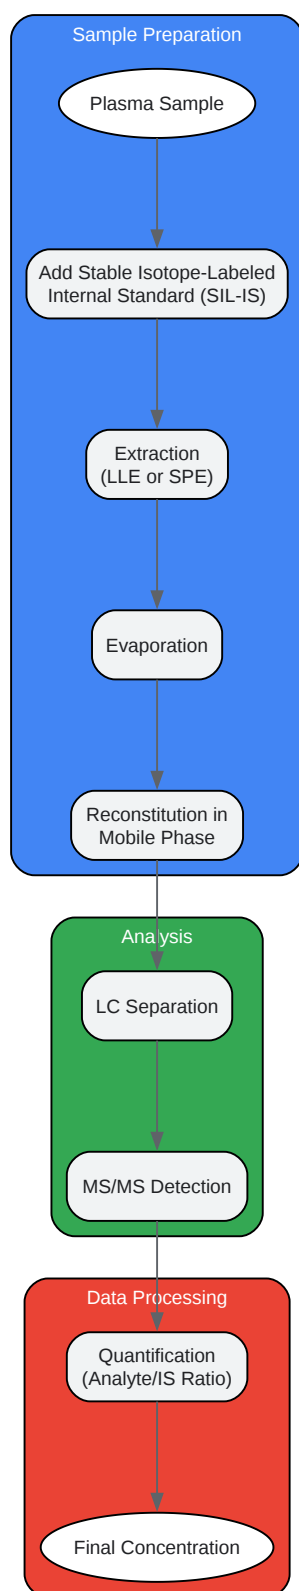 Sample Preparation
Plasma Sample
Add Stable Isotope-Labeled
Internal Standard (SIL-IS)
Extraction
(LLE or SPE)
Evaporation
Reconstitution in
Mobile Phase
Analysis
LC Separation
MS/MS Detection
Data Processing
Quantification
(Analyte/IS Ratio)
Final Concentration